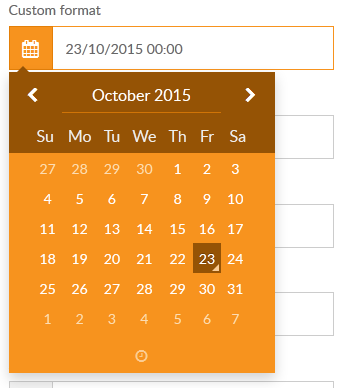 Custom format
23/10/2015 00:00
October 2015
Su Mo Tu We Th Fr Sa
27 28 29 30 1 2 3
4 5 6 7 8 9 10
11 12 13 14 15 16 17
18 19 20 21 22 23 24
25 26 27 28 29 30 31
1 2 3 4 5 6 7